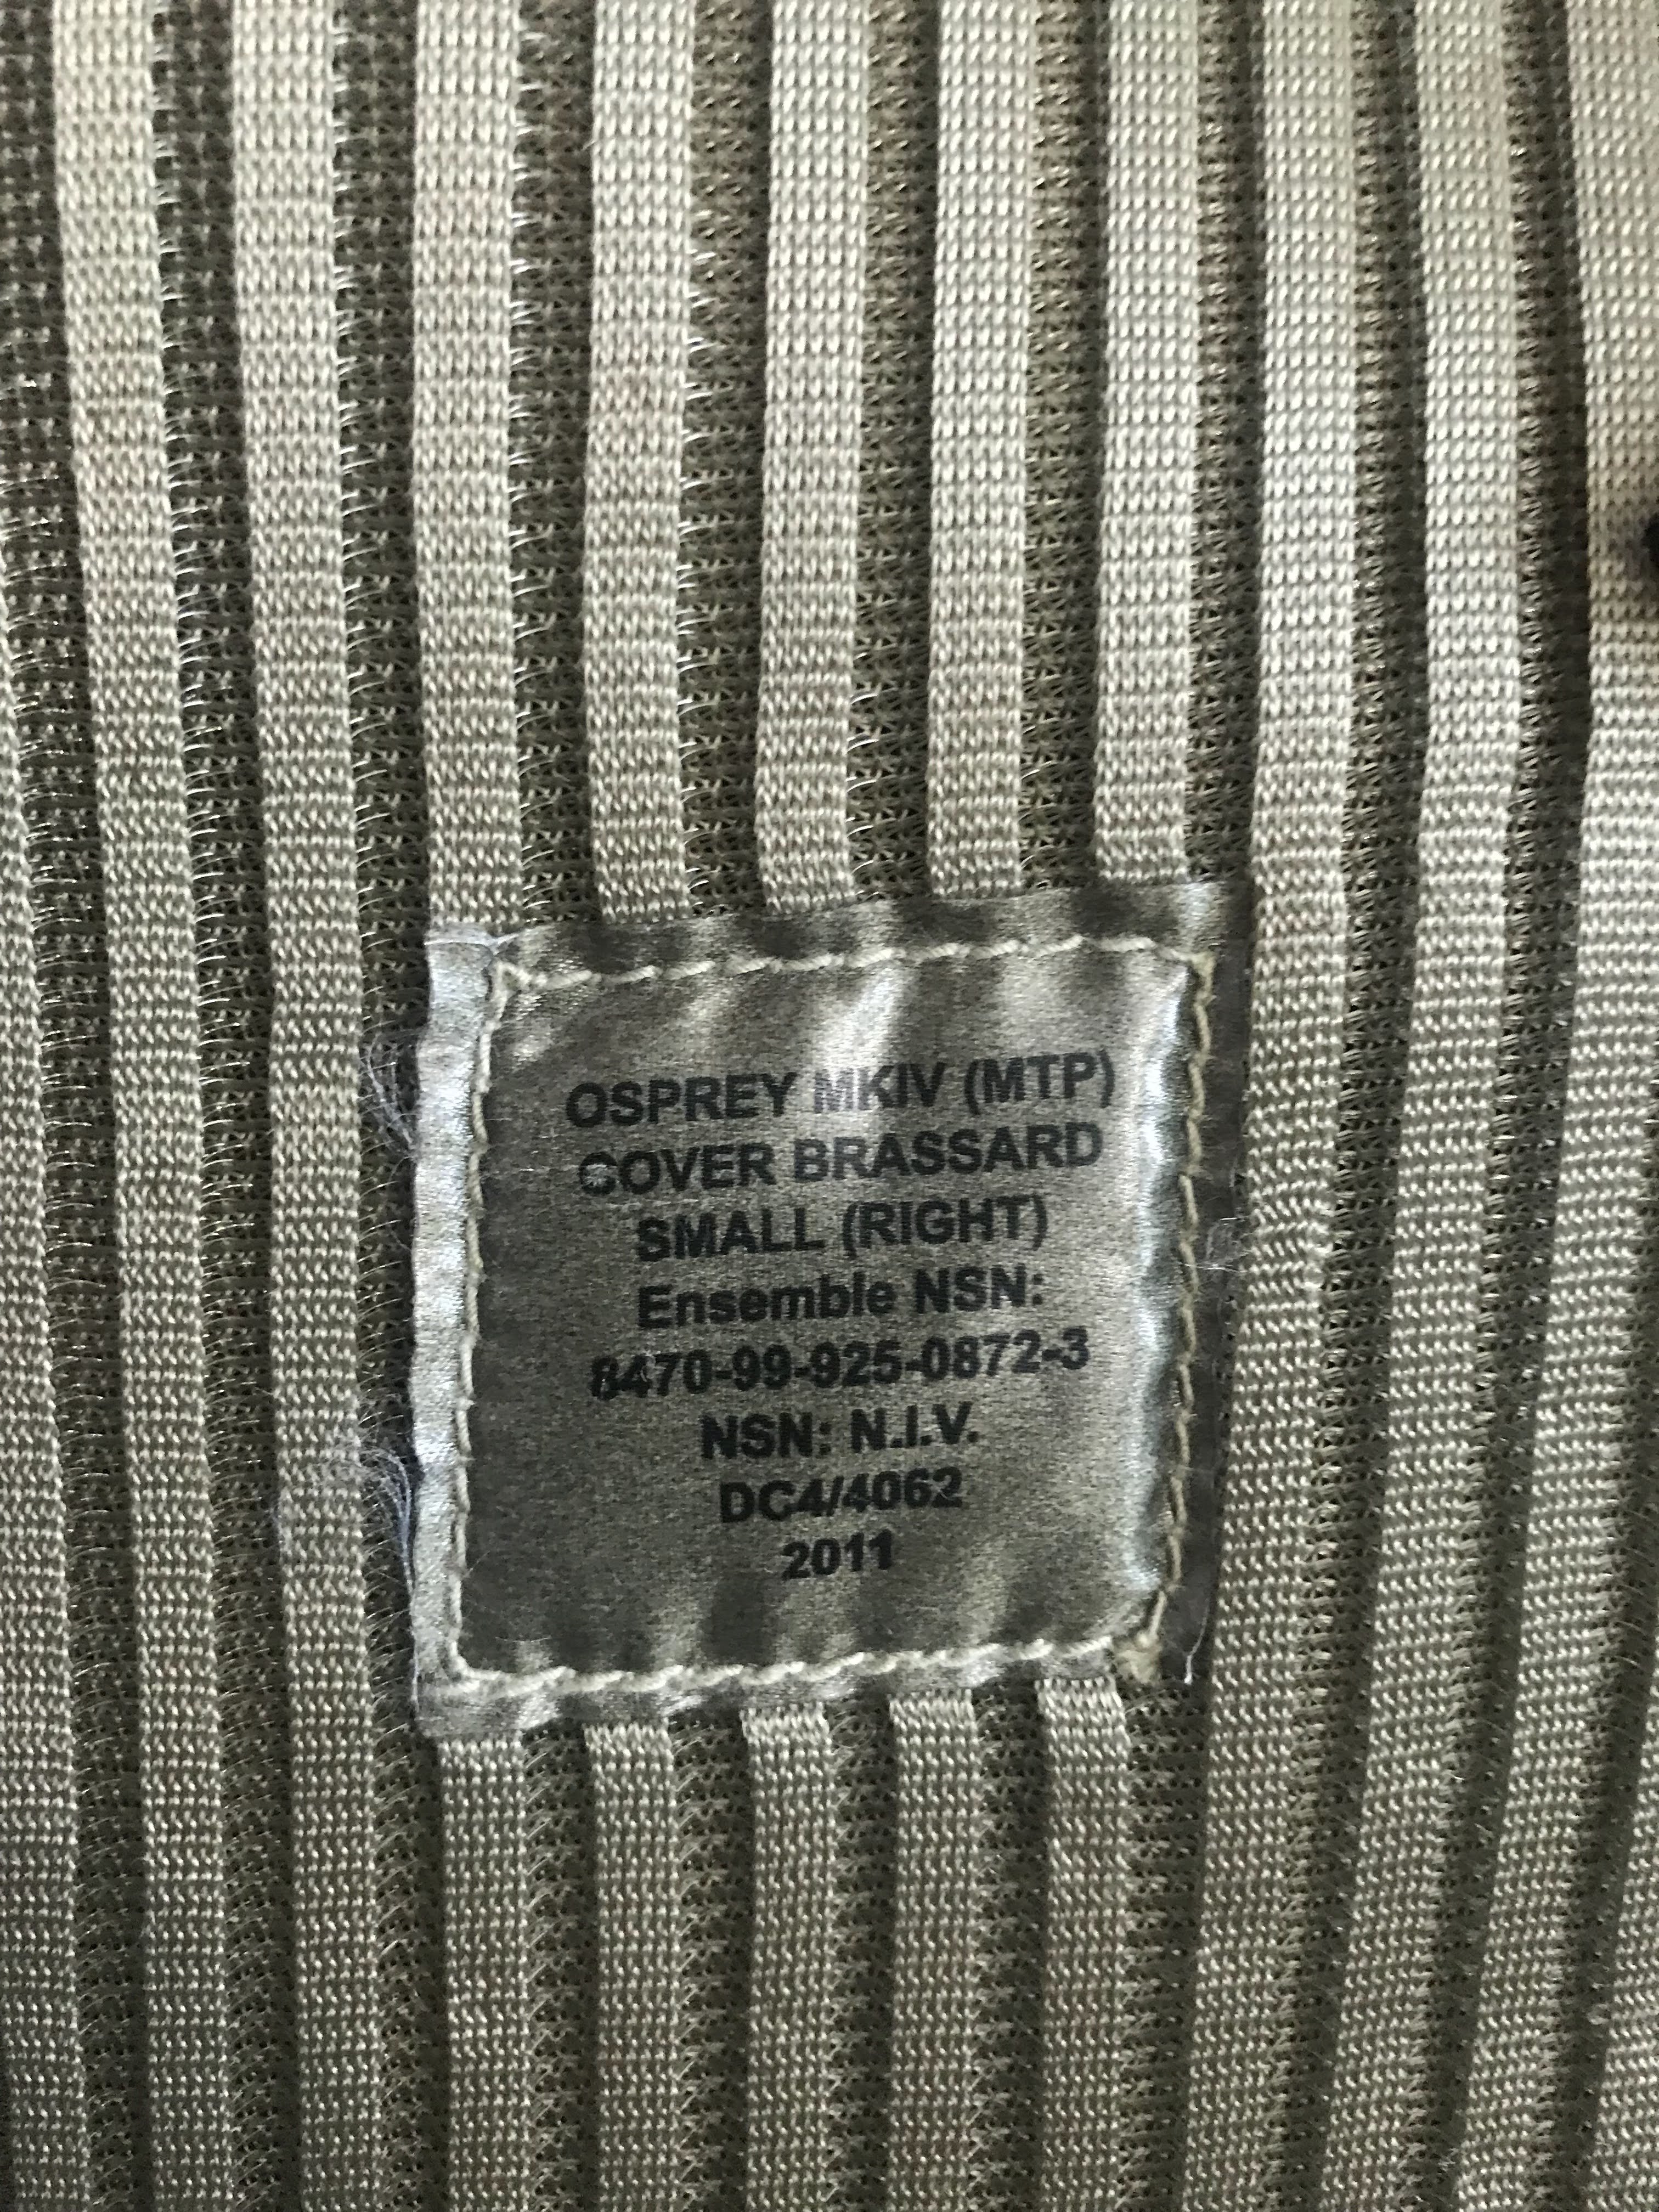 OSPREY MKIV (MTP)
COVER BRASSARD
SMALL (RIGHT)
Ensemble NSN:
8470-99-925-0872-3
NSN: N.I.V.
DC4/4062
2011